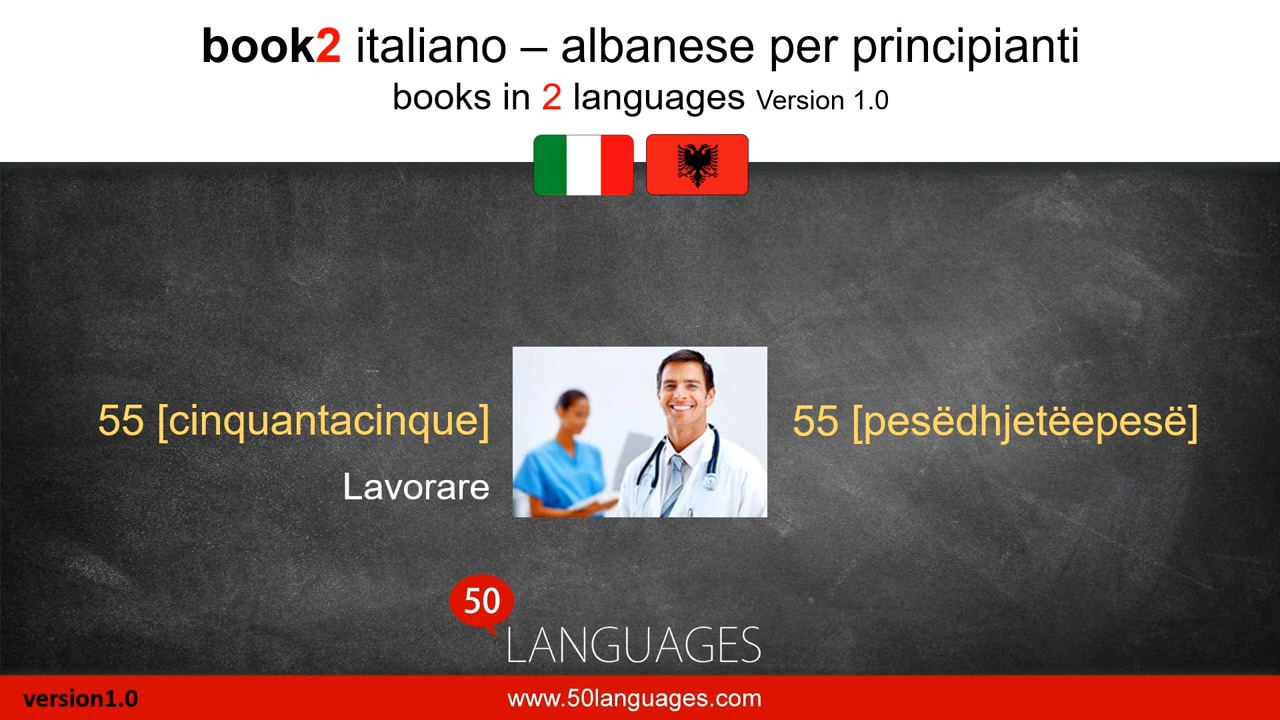 book2 italiano – albanese per principianti
books in 2 languages Version 1.0
55 [cinquantacinque]
Lavorare
55 [pesëdhjetëepesë]
50
LANGUAGES
version1.0
www.50languages.com